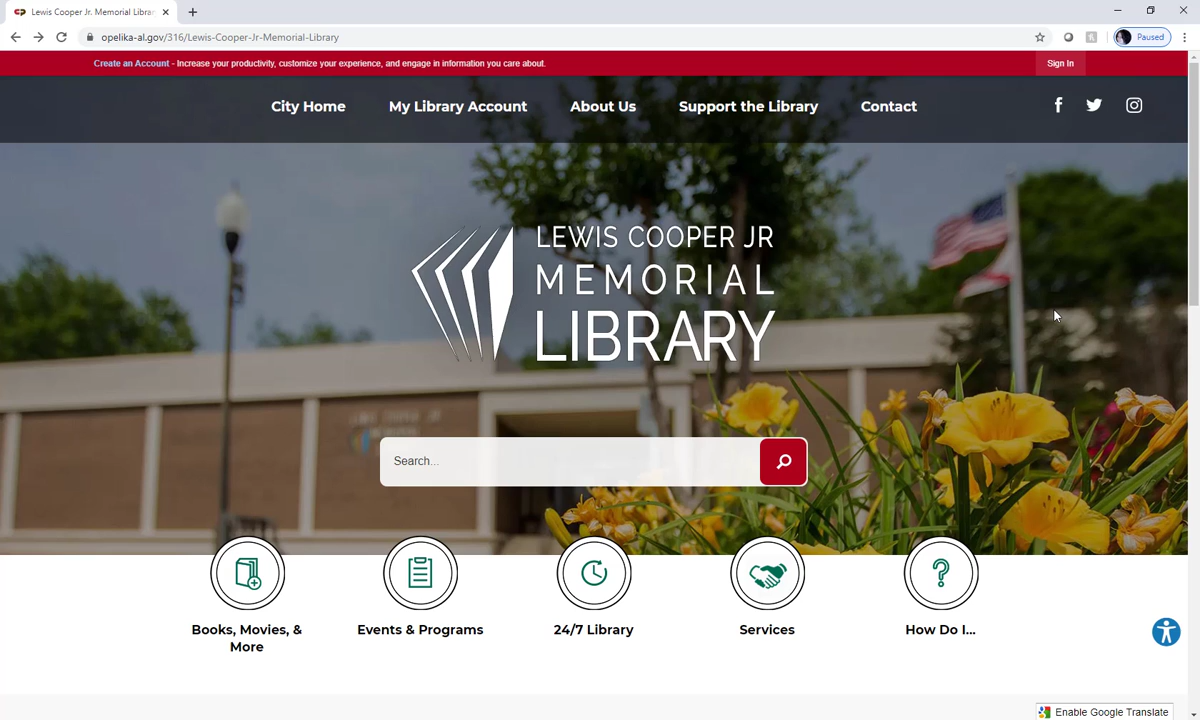 Lewis Cooper Jr. Memorial Librar
opelika-al.gov/316/Lewis-Cooper-Jr-Memorial-Library
Paused
Create an Account - Increase your productivity, customize your experience, and engage in information you care about.
Sign In
City Home
My Library Account
About Us
Support the Library
Contact
LEWIS COOPER JR
MEMORIAL
LIBRARY
Search...
Books, Movies, &
More
Events & Programs
24/7 Library
Services
How Do I...
Enable Google Translate